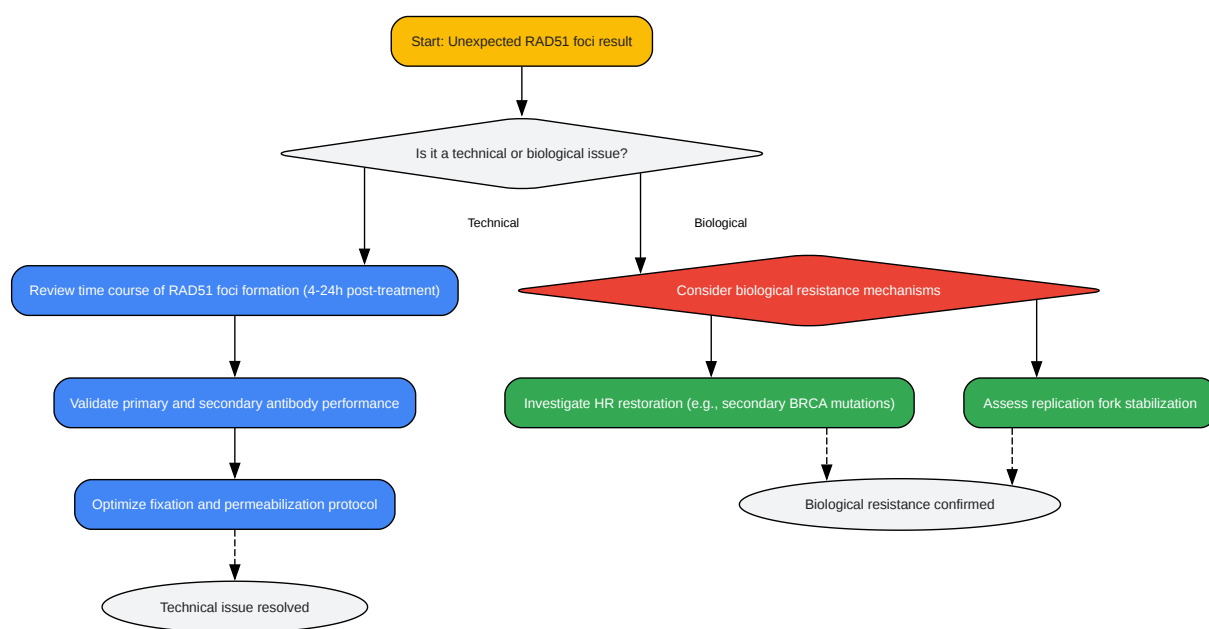 Start: Unexpected RAD51 foci result
Is it a technical or biological issue?
Technical
Biological
Review time course of RAD51 foci formation (4-24h post-treatment)
Consider biological resistance mechanisms
Validate primary and secondary antibody performance
Investigate HR restoration (e.g., secondary BRCA mutations)
Assess replication fork stabilization
Optimize fixation and permeabilization protocol
Biological resistance confirmed
Technical issue resolved